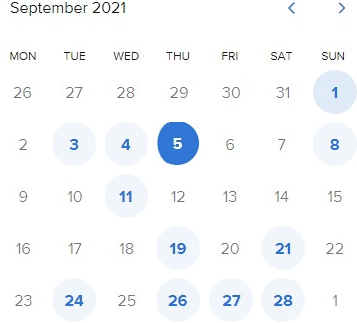 September 2021 < >
MON TUE WED THU FRI SAT SUN
26 27 28 29 30 31 1
2 3 4 5 6 7 8
9 10 11 12 13 14 15
16 17 18 19 20 21 22
23 24 25 26 27 28 1